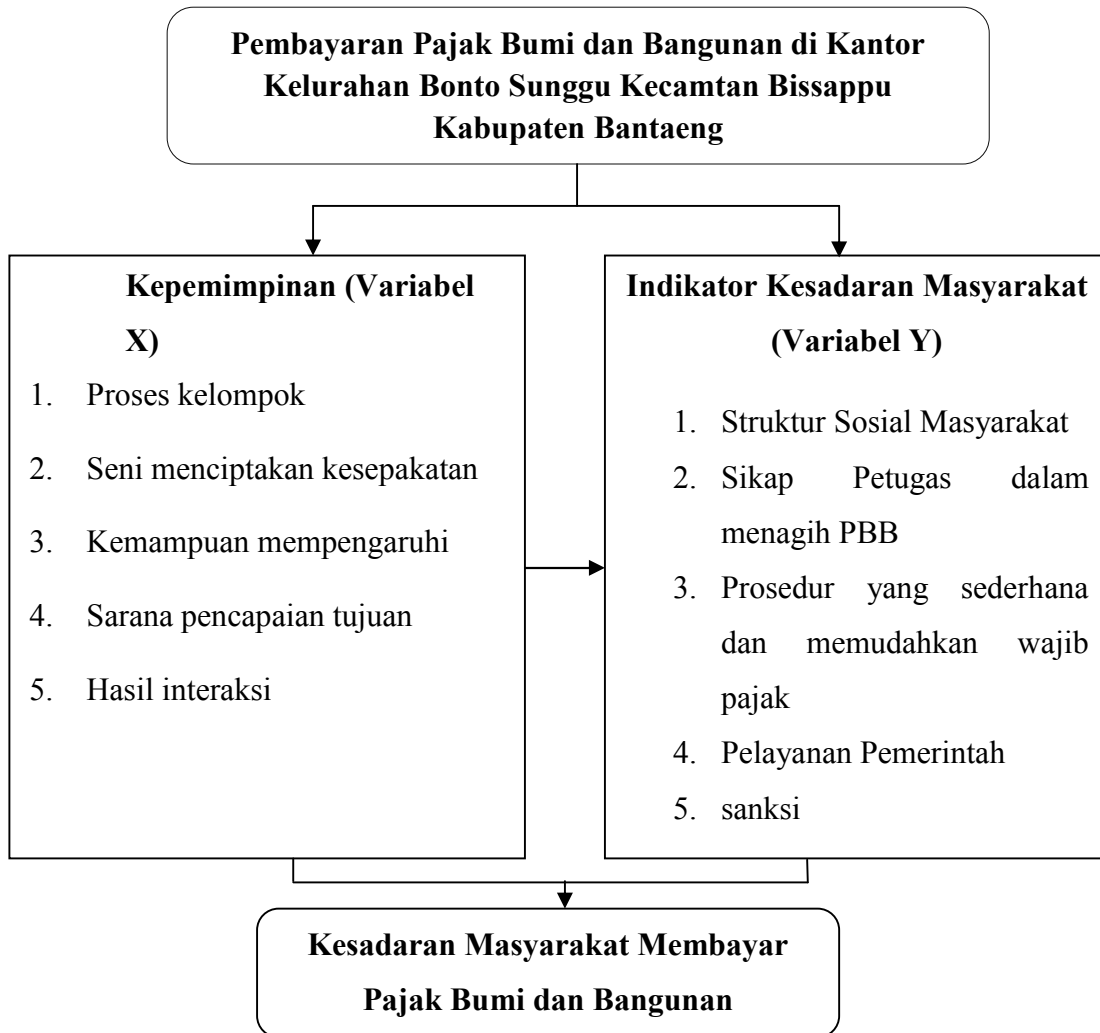 Pembayaran Pajak Bumi dan Bangunan di Kantor
Kelurahan Bonto Sunggu Kecamtan Bissappu
Kabupaten Bantaeng
Kepemimpinan (Variabel
X)
1. Proses kelompok
2. Seni menciptakan kesepakatan
3. Kemampuan mempengaruhi
4. Sarana pencapaian tujuan
5. Hasil interaksi
Indikator Kesadaran Masyarakat
(Variabel Y)
1. Struktur Sosial Masyarakat
2. Sikap Petugas dalam
menagih PBB
3. Prosedur yang sederhana
dan memudahkan wajib
pajak
4. Pelayanan Pemerintah
5. sanksi
Kesadaran Masyarakat Membayar
Pajak Bumi dan Bangunan